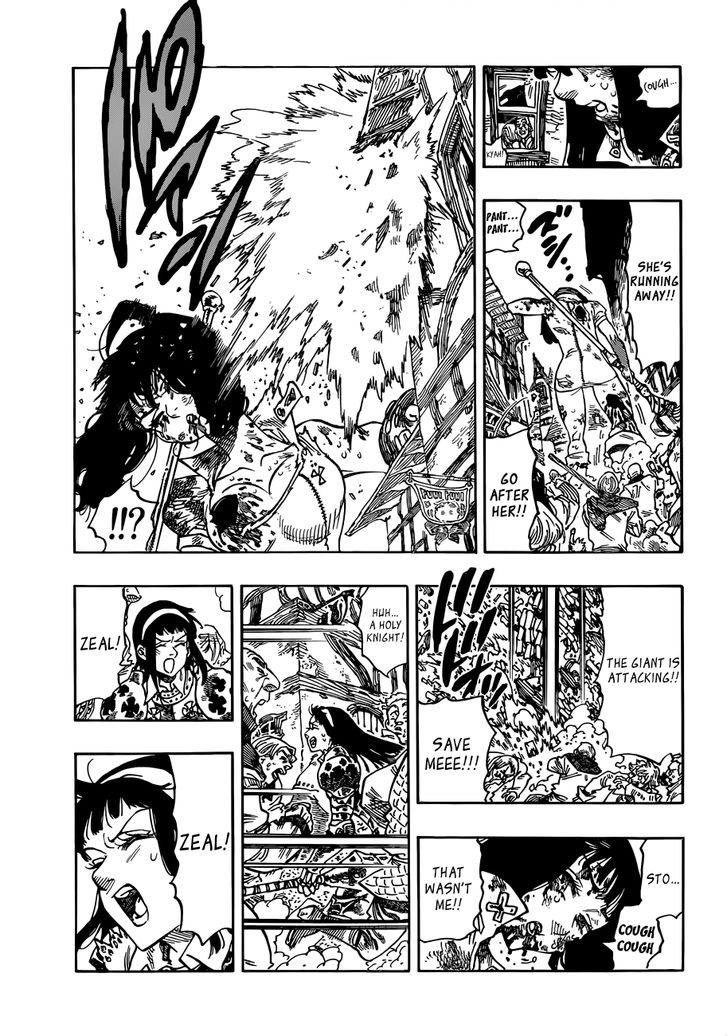 COUGH...
KYAH!
PANT...
PANT...
SHE'S
RUNNING
AWAY!!
GO
AFTER
HER!!
!!?
THE GIANT IS
ATTACKING!!
SAVE
MEEE!!!
HUH...
A HOLY
KNIGHT!
ZEAL!
STO...
THAT
WASN'T
ME!!
COUGH
COUGH
ZEAL!